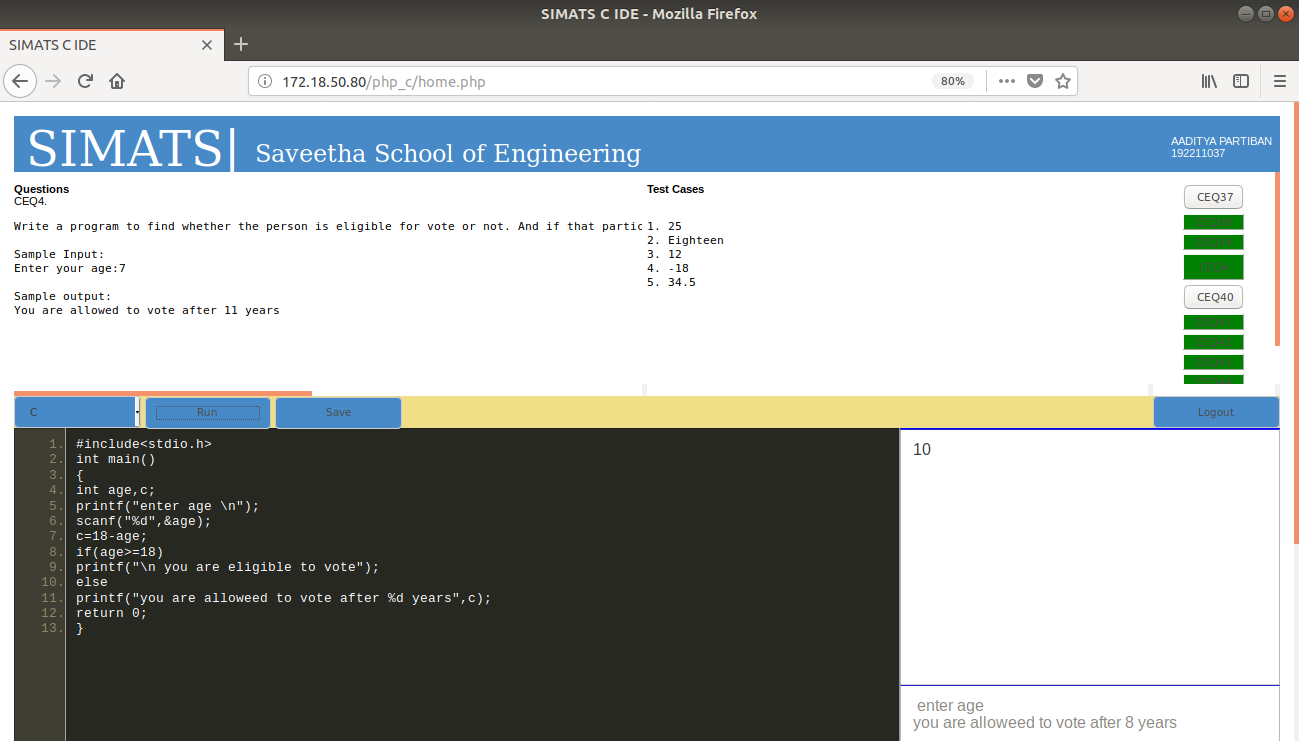 SIMATS C IDE - Mozilla Firefox
SIMATS C IDE
172.18.50.80/php_c/home.php
80%
SIMATS| Saveetha School of Engineering
AADITYA PARTIBAN
192211037
Questions
CEQ4.
Write a program to find whether the person is eligible for vote or not. And if that partic
Sample Input:
Enter your age:7
Sample output:
You are allowed to vote after 11 years
Test Cases
1. 25
2. Eighteen
3. 12
4. -18
5. 34.5
CEQ37
CEQ40
C
Run
Save
Logout
1. #include<stdio.h>
2. int main()
3. {
4. int age,c;
5. printf("enter age \n");
6. scanf("%d",&age);
7. c=18-age;
8. if(age>=18)
9. printf("\n you are eligible to vote");
10. else
11. printf("you are alloweed to vote after %d years",c);
12. return 0;
13. }
10
enter age
you are alloweed to vote after 8 years